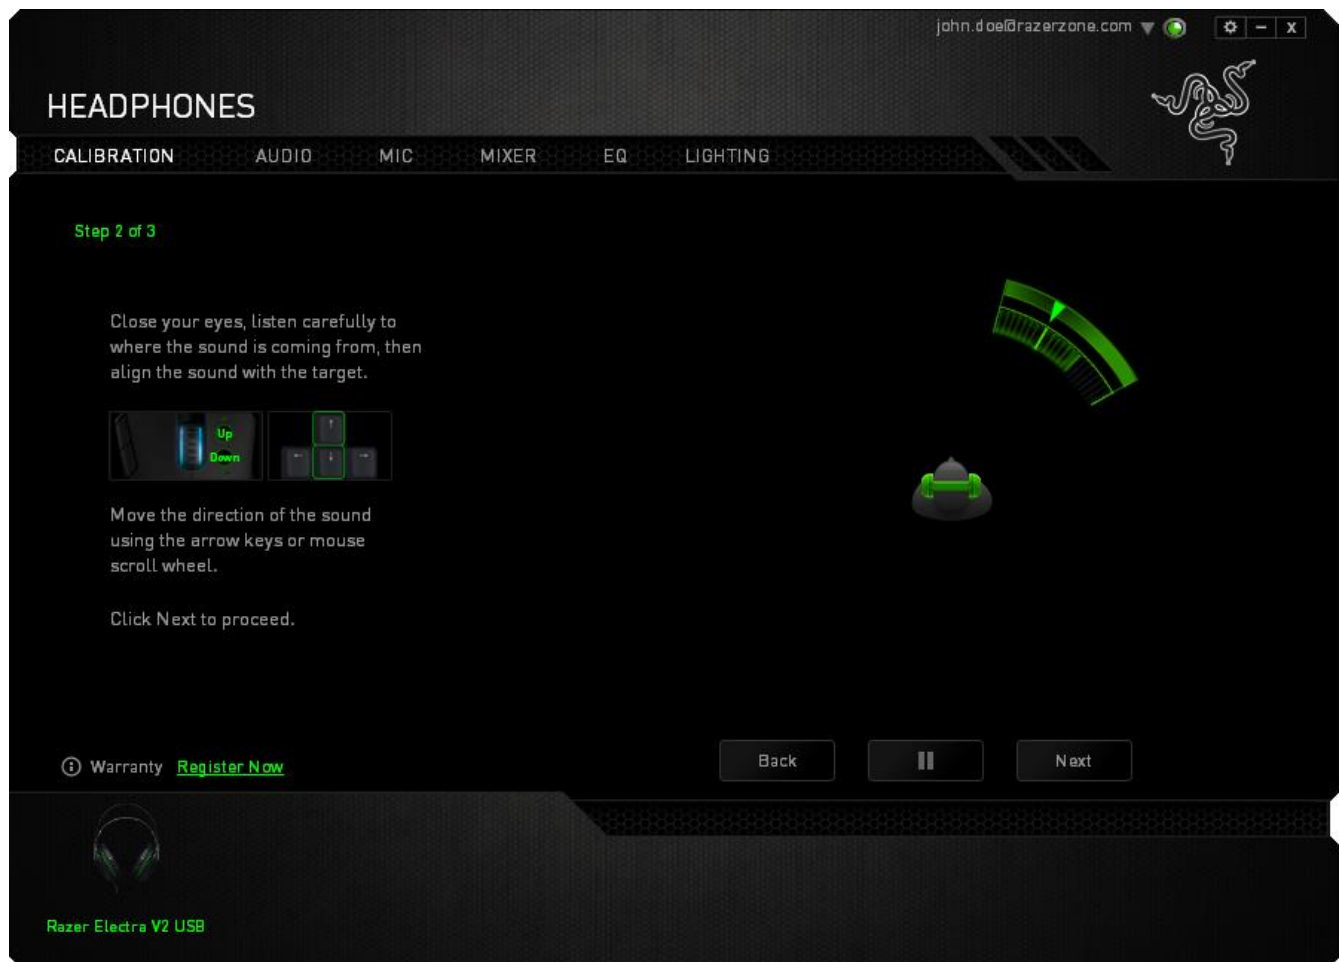 john.doe@razerzone.com
HEADPHONES
CALIBRATION AUDIO MIC MIXER EQ LIGHTING
Step 2 of 3
Close your eyes, listen carefully to
where the sound is coming from, then
align the sound with the target.
Up
Down
Move the direction of the sound
using the arrow keys or mouse
scroll wheel.
Click Next to proceed.
Warranty Register Now
Back
Next
Razer Electra V2 USB